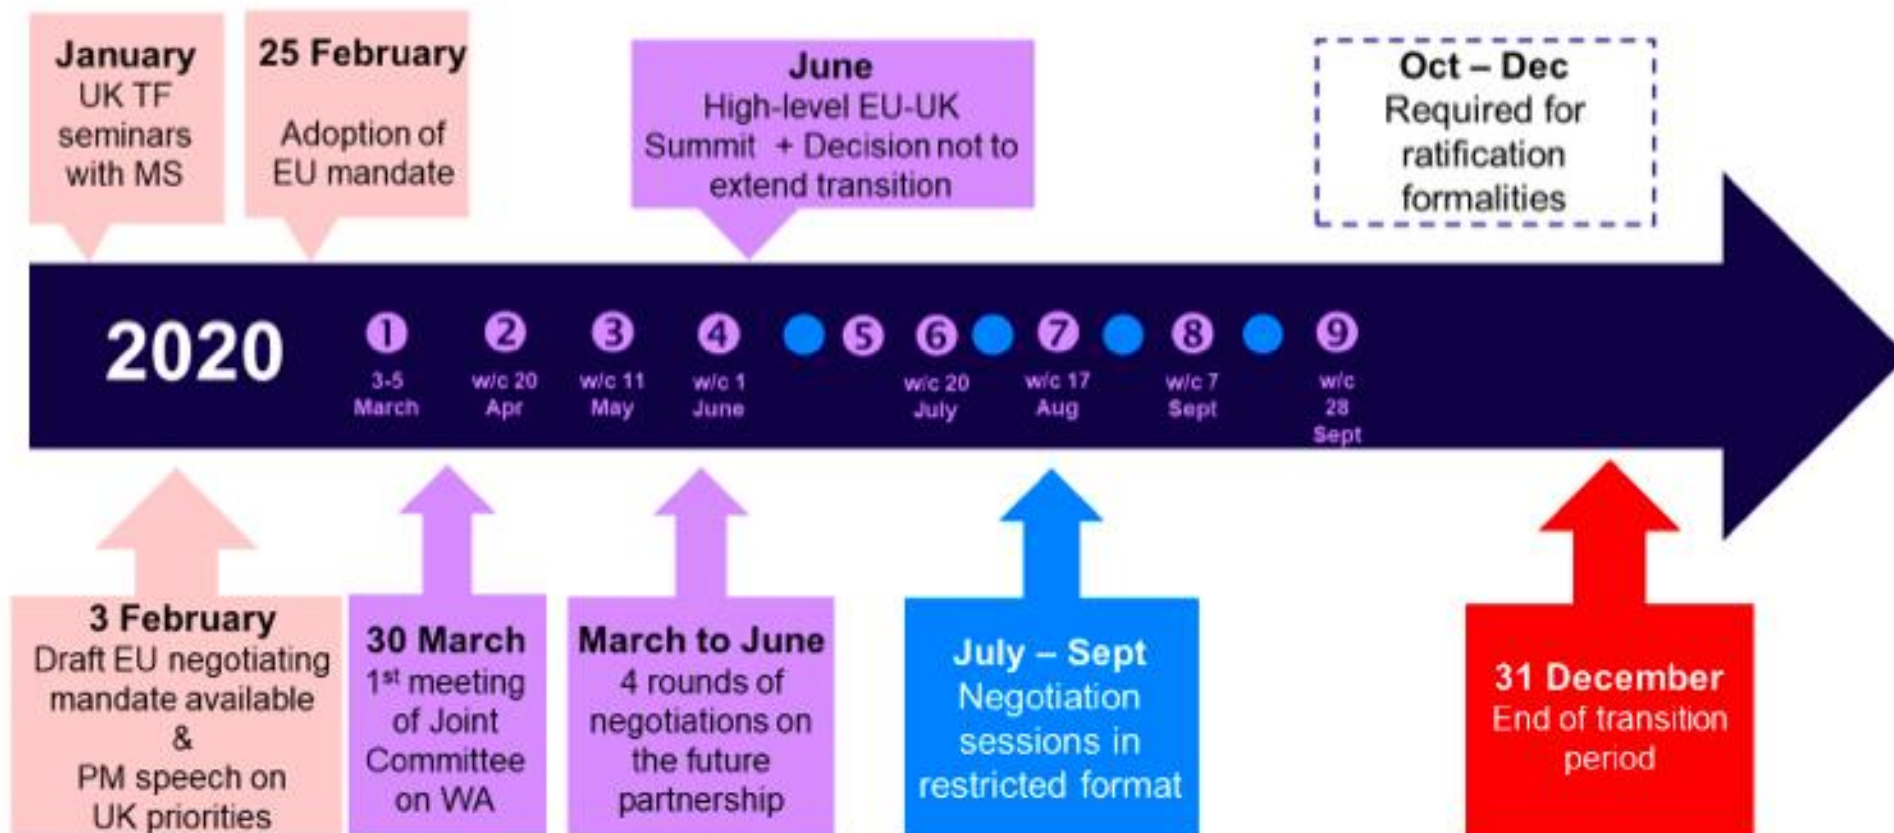 January
UK TF
seminars
with MS
25 February
Adoption of
EU mandate
June
High-level EU-UK
Summit + Decision not to
extend transition
Oct – Dec
Required for
ratification
formalities
2020
1
3-5
March
2
w/c 20
Apr
3
w/c 11
May
4
w/c 1
June
5
6
w/c 20
July
7
w/c 17
Aug
8
w/c 7
Sept
9
w/c
28
Sept
3 February
Draft EU negotiating
mandate available
&
PM speech on
UK priorities
30 March
1st meeting
of Joint
Committee
on WA
March to June
4 rounds of
negotiations on
the future
partnership
July – Sept
Negotiation
sessions in
restricted format
31 December
End of transition
period